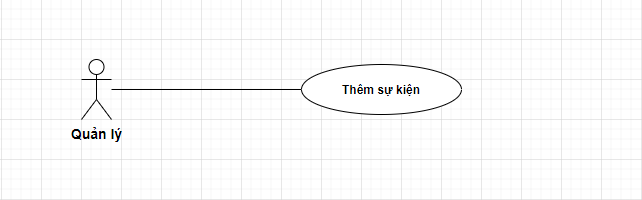 Thêm sự kiện
Quản lý